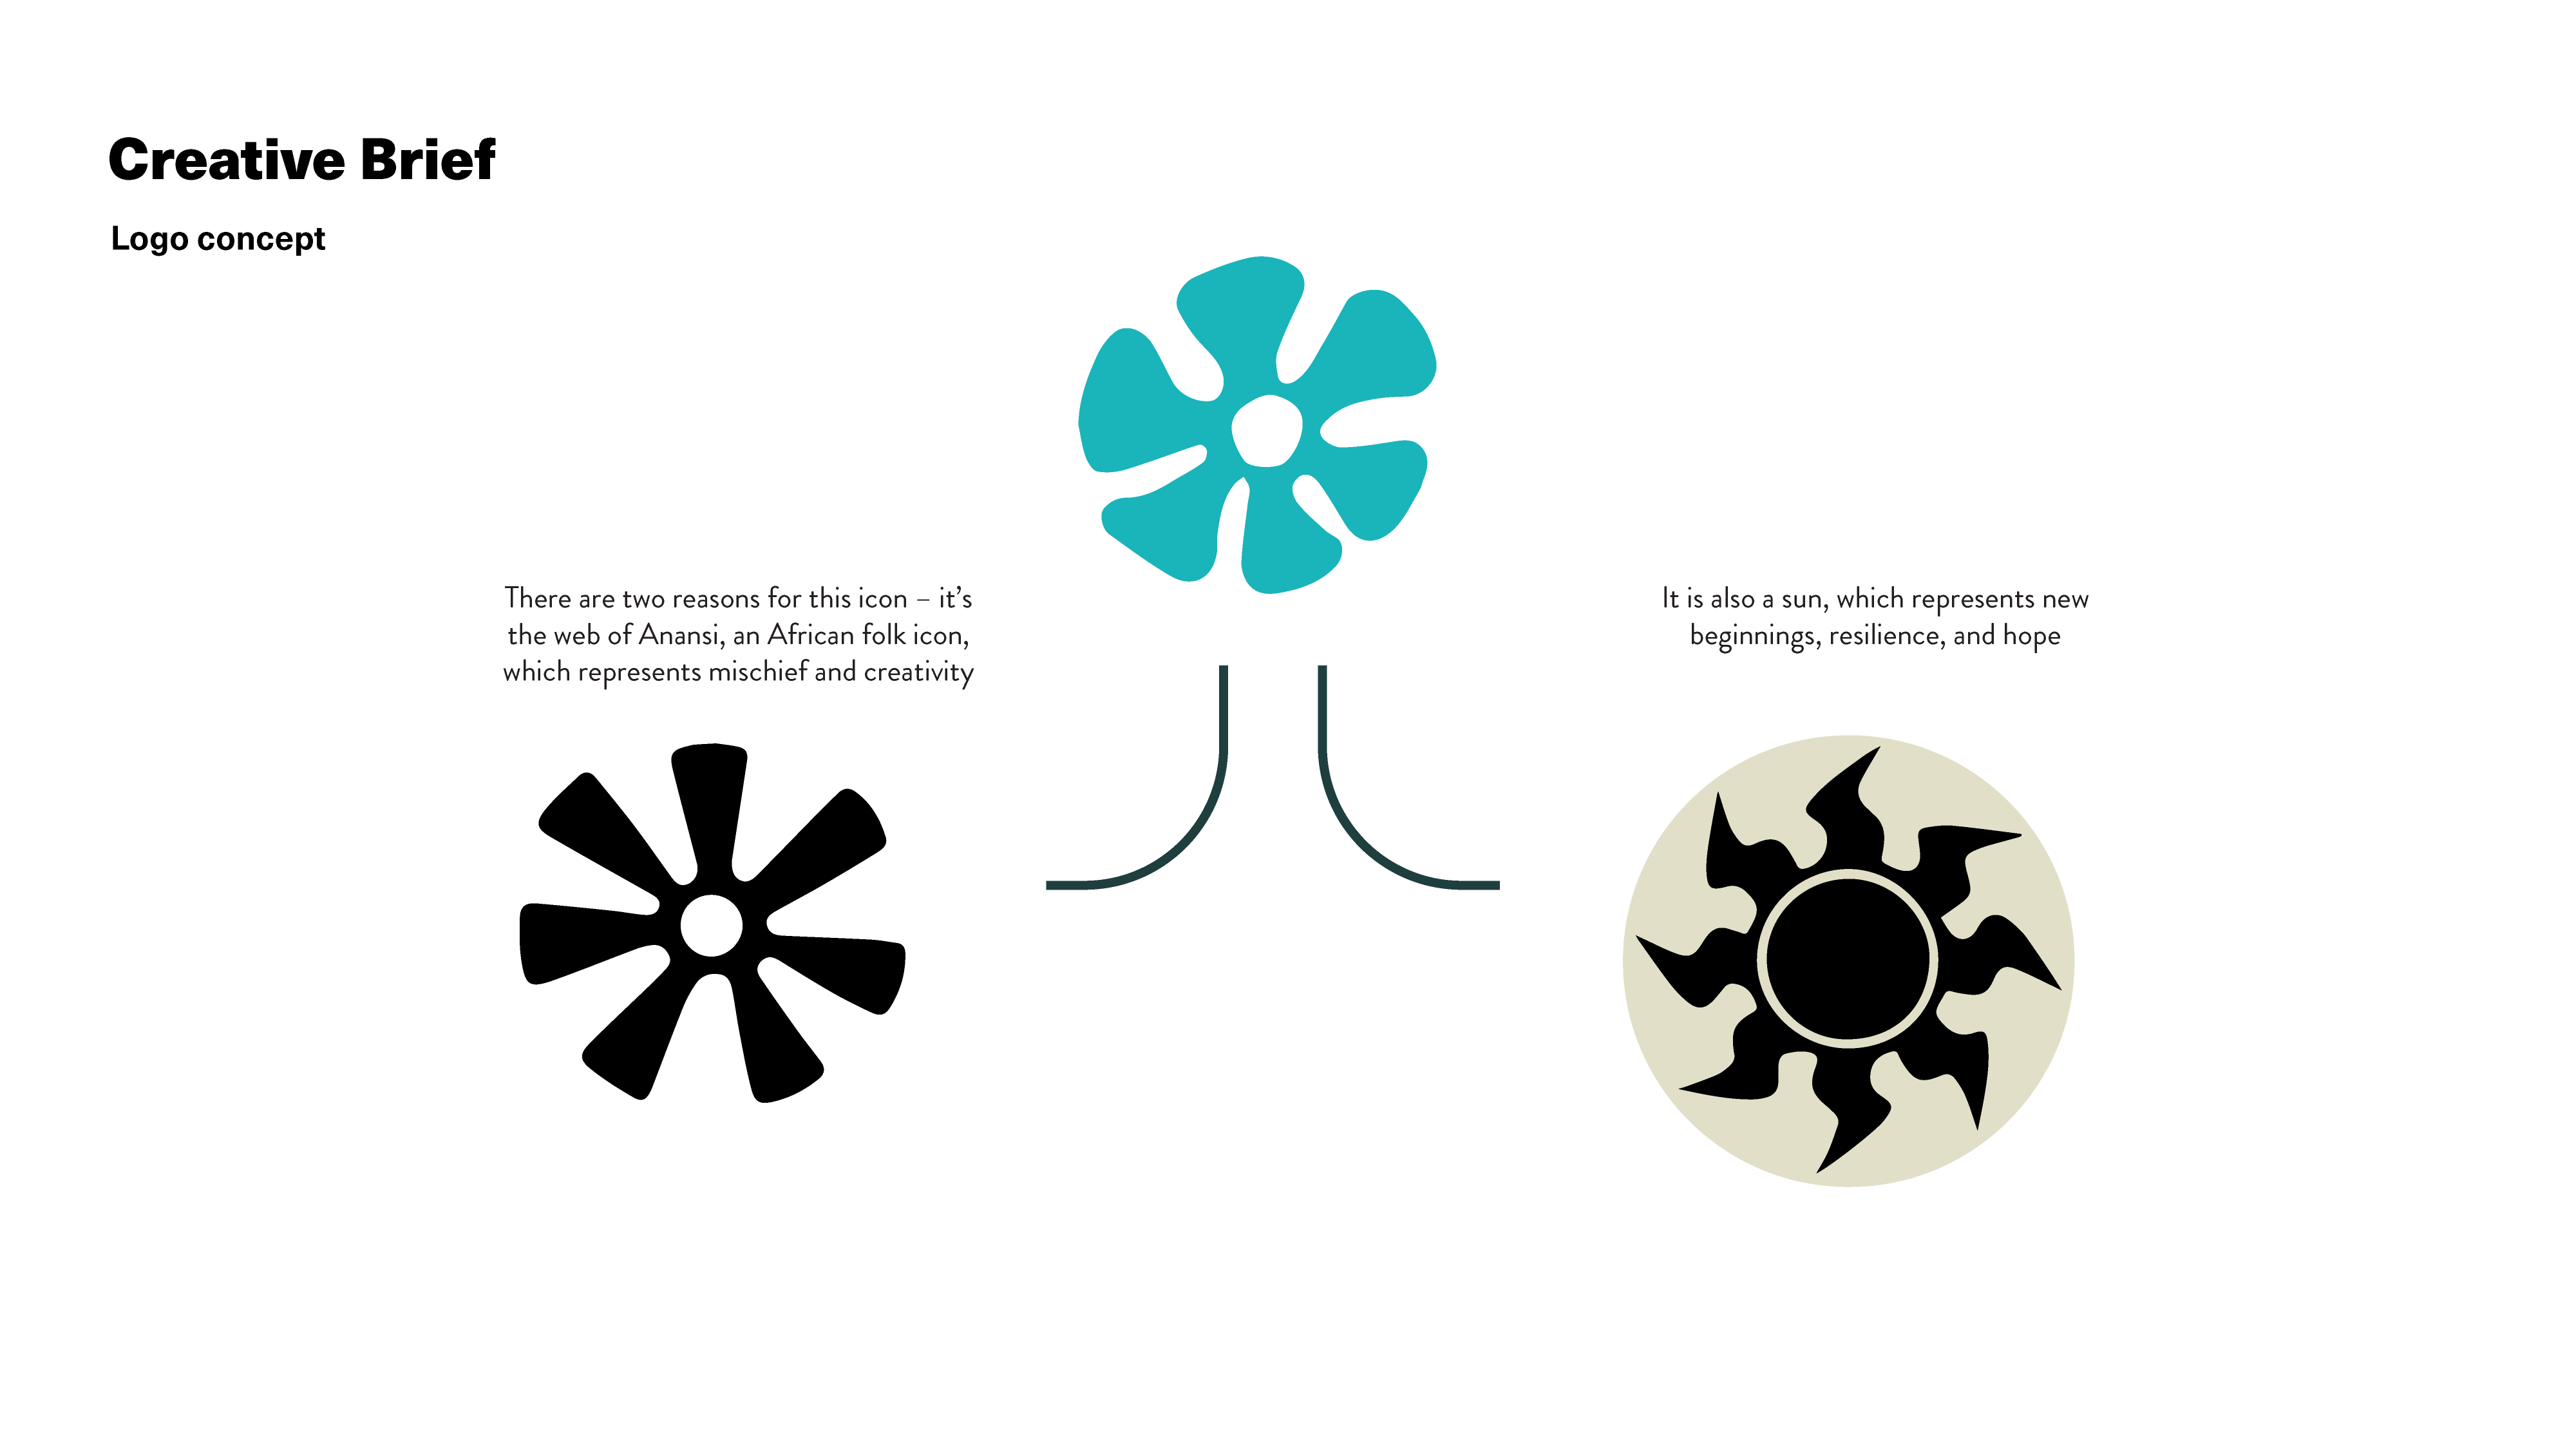 Creative Brief
Logo concept
There are two reasons for this icon – it’s
the web of Anansi, an African folk icon,
which represents mischief and creativity
It is also a sun, which represents new
beginnings, resilience, and hope